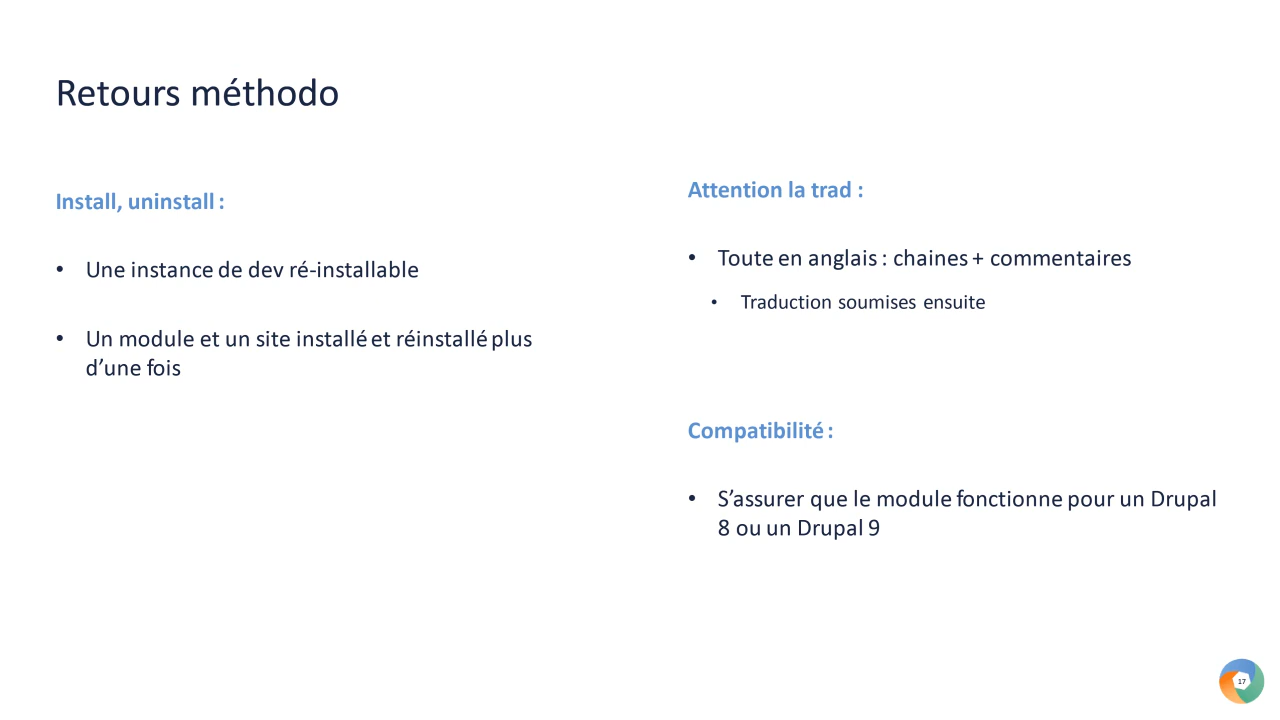 Retours méthodo
Install, uninstall :
• Une instance de dev ré-installable
• Un module et un site installé et réinstallé plus
d’une fois
Attention la trad :
• Toute en anglais : chaines + commentaires
• Traduction soumises ensuite
Compatibilité :
• S’assurer que le module fonctionne pour un Drupal
8 ou un Drupal 9
17